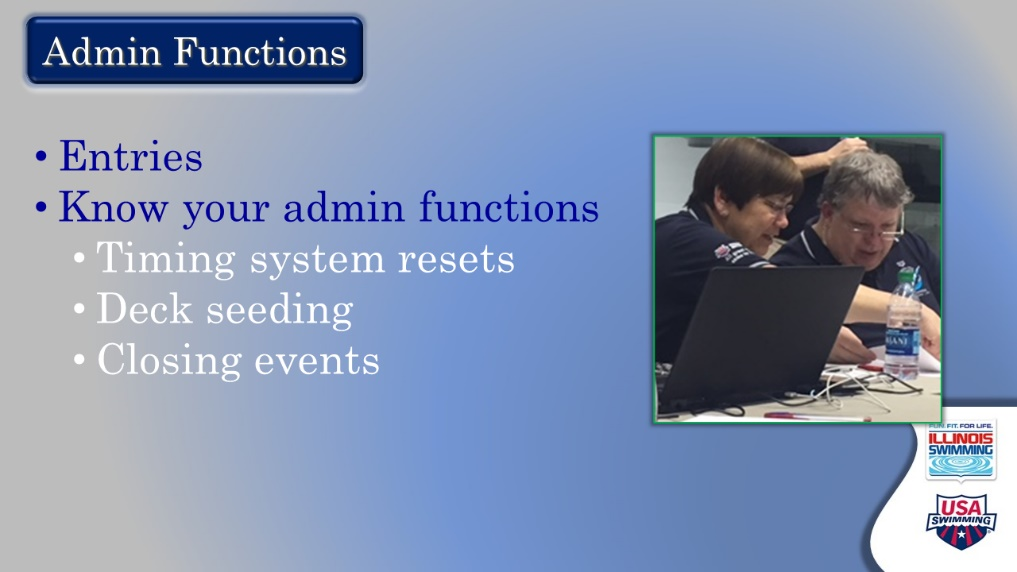 Admin Functions
• Entries
• Know your admin functions
• Timing system resets
• Deck seeding
• Closing events
FUN. FIT. FOR LIFE.
ILLINOIS
SWIMMING
USA
SWIMMING